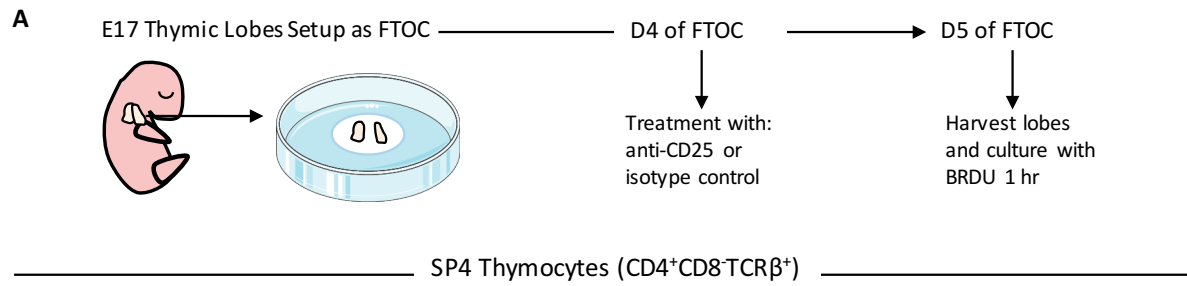 A
E17 Thymic Lobes Setup as FTOC
D4 of FTOC
D5 of FTOC
Treatment with:
anti-CD25 or
isotype control
Harvest lobes
and culture with
BRDU 1 hr
SP4 Thymocytes (CD4⁺CD8⁻TCRβ⁺)